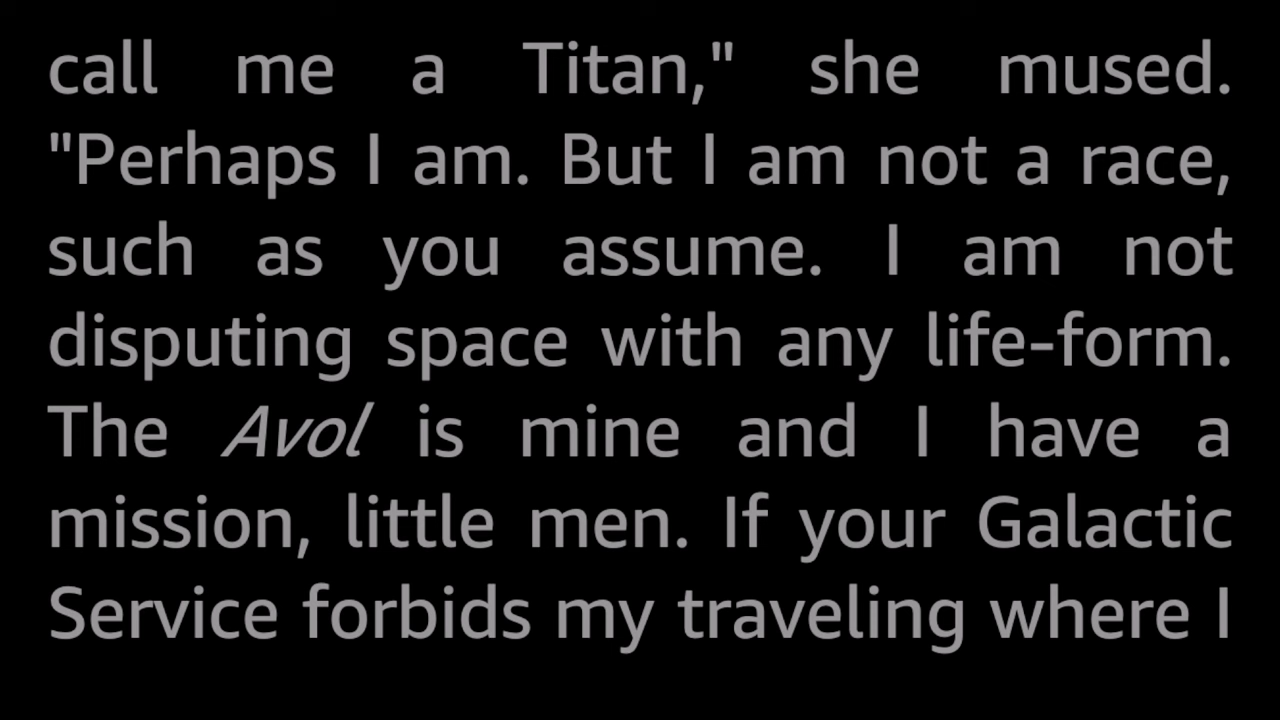 call me a Titan," she mused.
"Perhaps I am. But I am not a race,
such as you assume. I am not
disputing space with any life-form.
The Avol is mine and I have a
mission, little men. If your Galactic
Service forbids my traveling where I